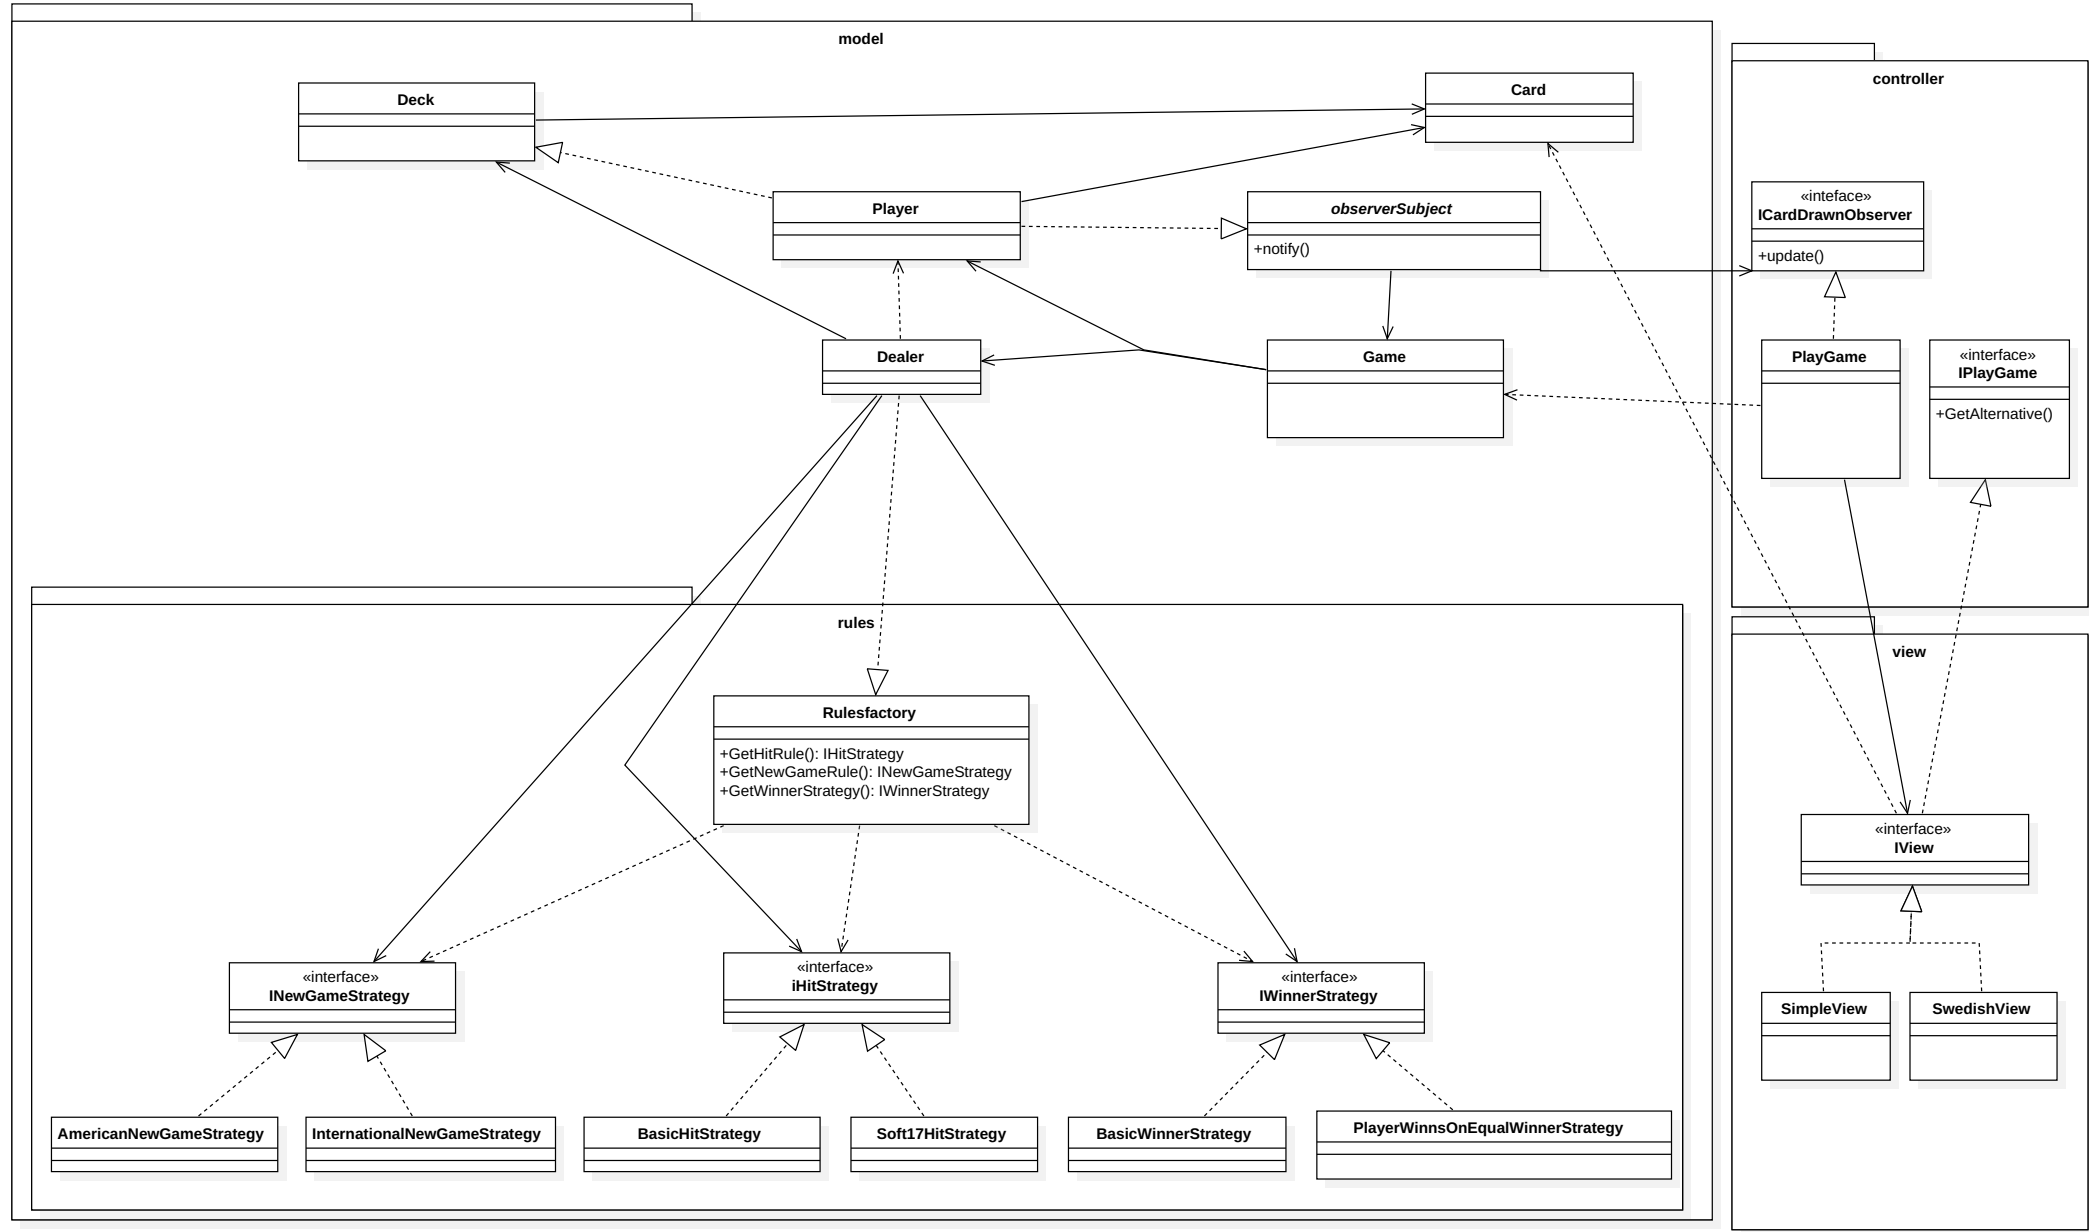 model
Deck
Card
controller
Player
observerSubject
+notify()
«inteface»
ICardDrawnObserver
+update()
Dealer
Game
PlayGame
«interface»
IPlayGame
+GetAlternative()
rules
Rulesfactory
+GetHitRule(): IHitStrategy
+GetNewGameRule(): INewGameStrategy
+GetWinnerStrategy(): IWinnerStrategy
view
«interface»
IView
«interface»
INewGameStrategy
«interface»
iHitStrategy
«interface»
IWinnerStrategy
SimpleView
SwedishView
AmericanNewGameStrategy
InternationalNewGameStrategy
BasicHitStrategy
Soft17HitStrategy
BasicWinnerStrategy
PlayerWinnsOnEqualWinnerStrategy